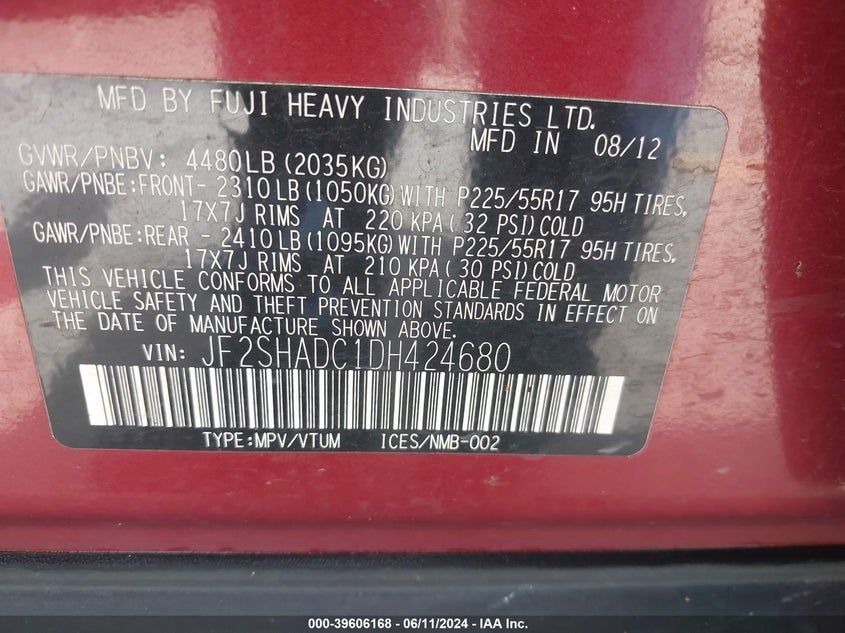 MFD BY FUJI HEAVY INDUSTRIES LTD.
MFD IN 08/12
GVWR/PNBV: 4480LB (2035KG)
GAWR/PNBE:FRONT- 2310 LB (1050KG) WITH P225/55R17 95H TIRES,
17X7J RIMS AT 220 KPA ( 32 PSI) COLD
GAWR/PNBE:REAR - 2410 LB (1095KG) WITH P225/55R17 95H TIRES,
17X7J RIMS AT 210 KPA ( 30 PSI) COLD
THIS VEHICLE CONFORMS TO ALL APPLICABLE FEDERAL MOTOR
VEHICLE SAFETY AND THEFT PREVENTION STANDARDS IN EFFECT ON
THE DATE OF MANUFACTURE SHOWN ABOVE.
VIN: JF2SHADC1DH424680
TYPE:MPV/VTUM ICES/NMB-002
000-39606168 - 06/11/2024 - IAA Inc.